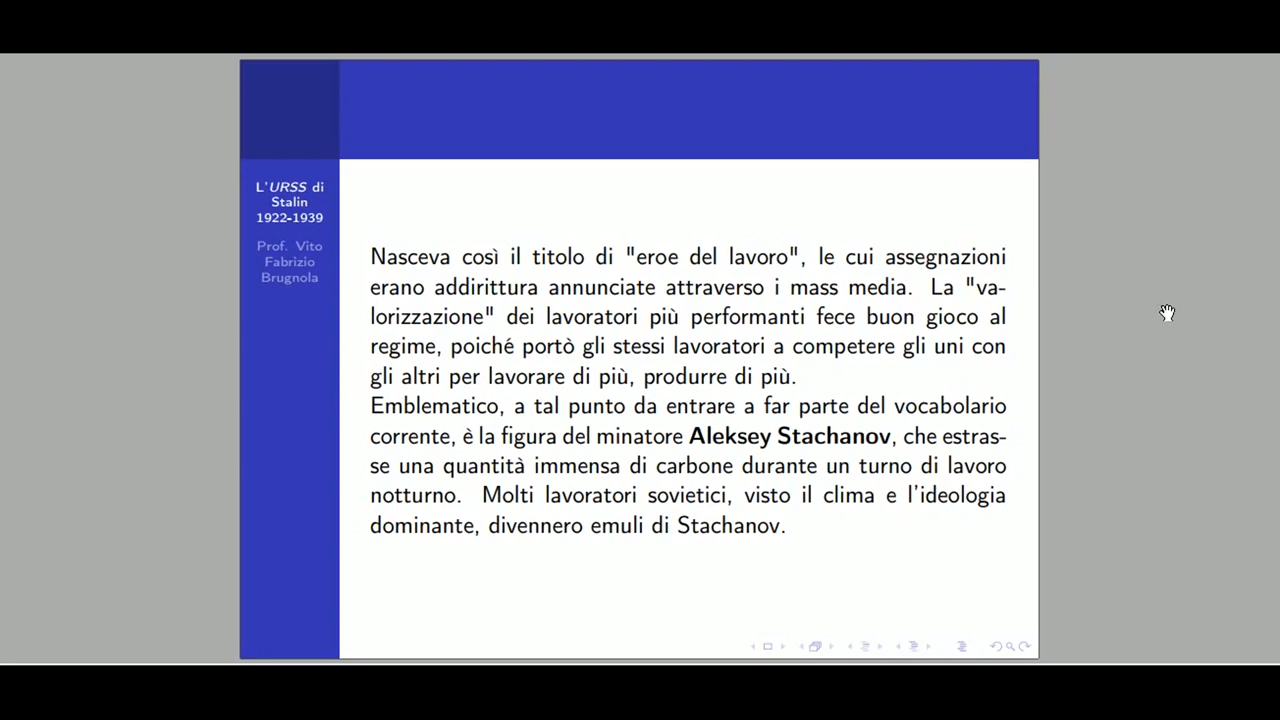 L'URSS di
Stalin
1922-1939
Prof. Vito
Fabrizio
Brugnola
Nasceva così il titolo di "eroe del lavoro", le cui assegnazioni
erano addirittura annunciate attraverso i mass media. La "va-
lorizzazione" dei lavoratori più performanti fece buon gioco al
regime, poiché portò gli stessi lavoratori a competere gli uni con
gli altri per lavorare di più, produrre di più.
Emblematico, a tal punto da entrare a far parte del vocabolario
corrente, è la figura del minatore Aleksey Stachanov, che estras-
se una quantità immensa di carbone durante un turno di lavoro
notturno. Molti lavoratori sovietici, visto il clima e l'ideologia
dominante, divennero emuli di Stachanov.